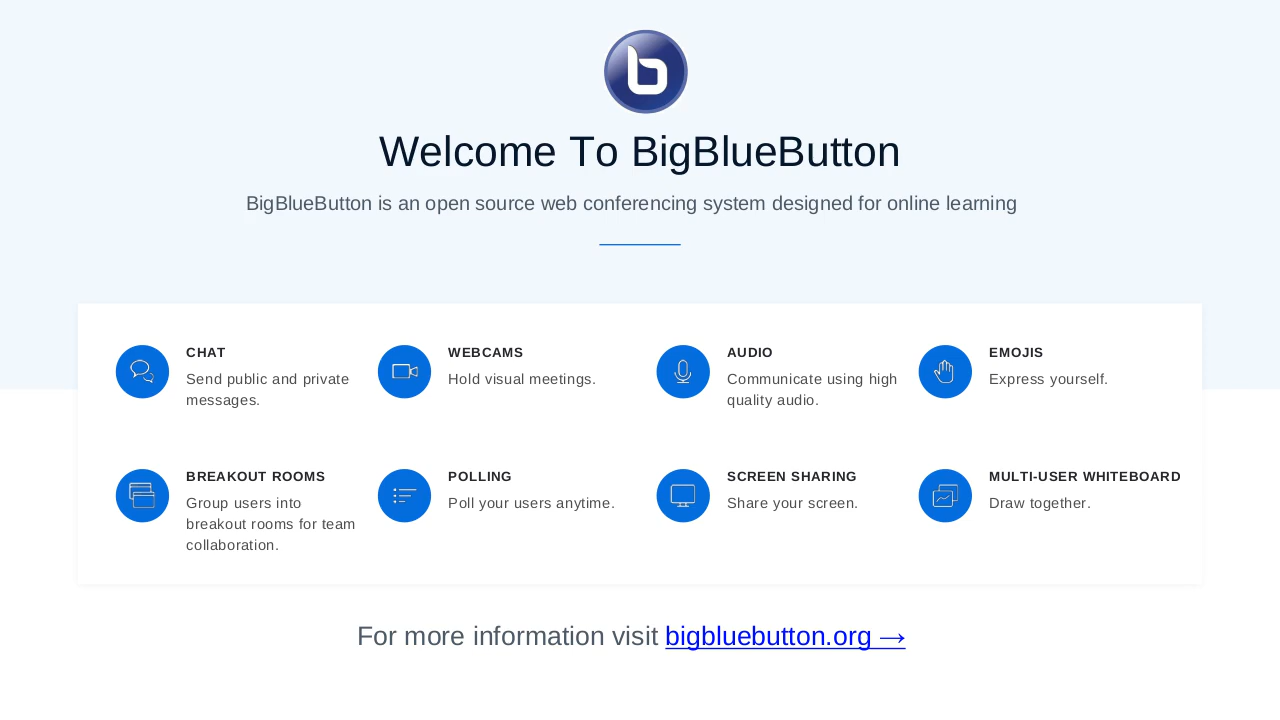 Welcome To BigBlueButton
BigBlueButton is an open source web conferencing system designed for online learning
CHAT
Send public and private
messages.
WEBCAMS
Hold visual meetings.
AUDIO
Communicate using high
quality audio.
EMOJIS
Express yourself.
BREAKOUT ROOMS
Group users into
breakout rooms for team
collaboration.
POLLING
Poll your users anytime.
SCREEN SHARING
Share your screen.
MULTI-USER WHITEBOARD
Draw together.
For more information visit bigbluebutton.org →